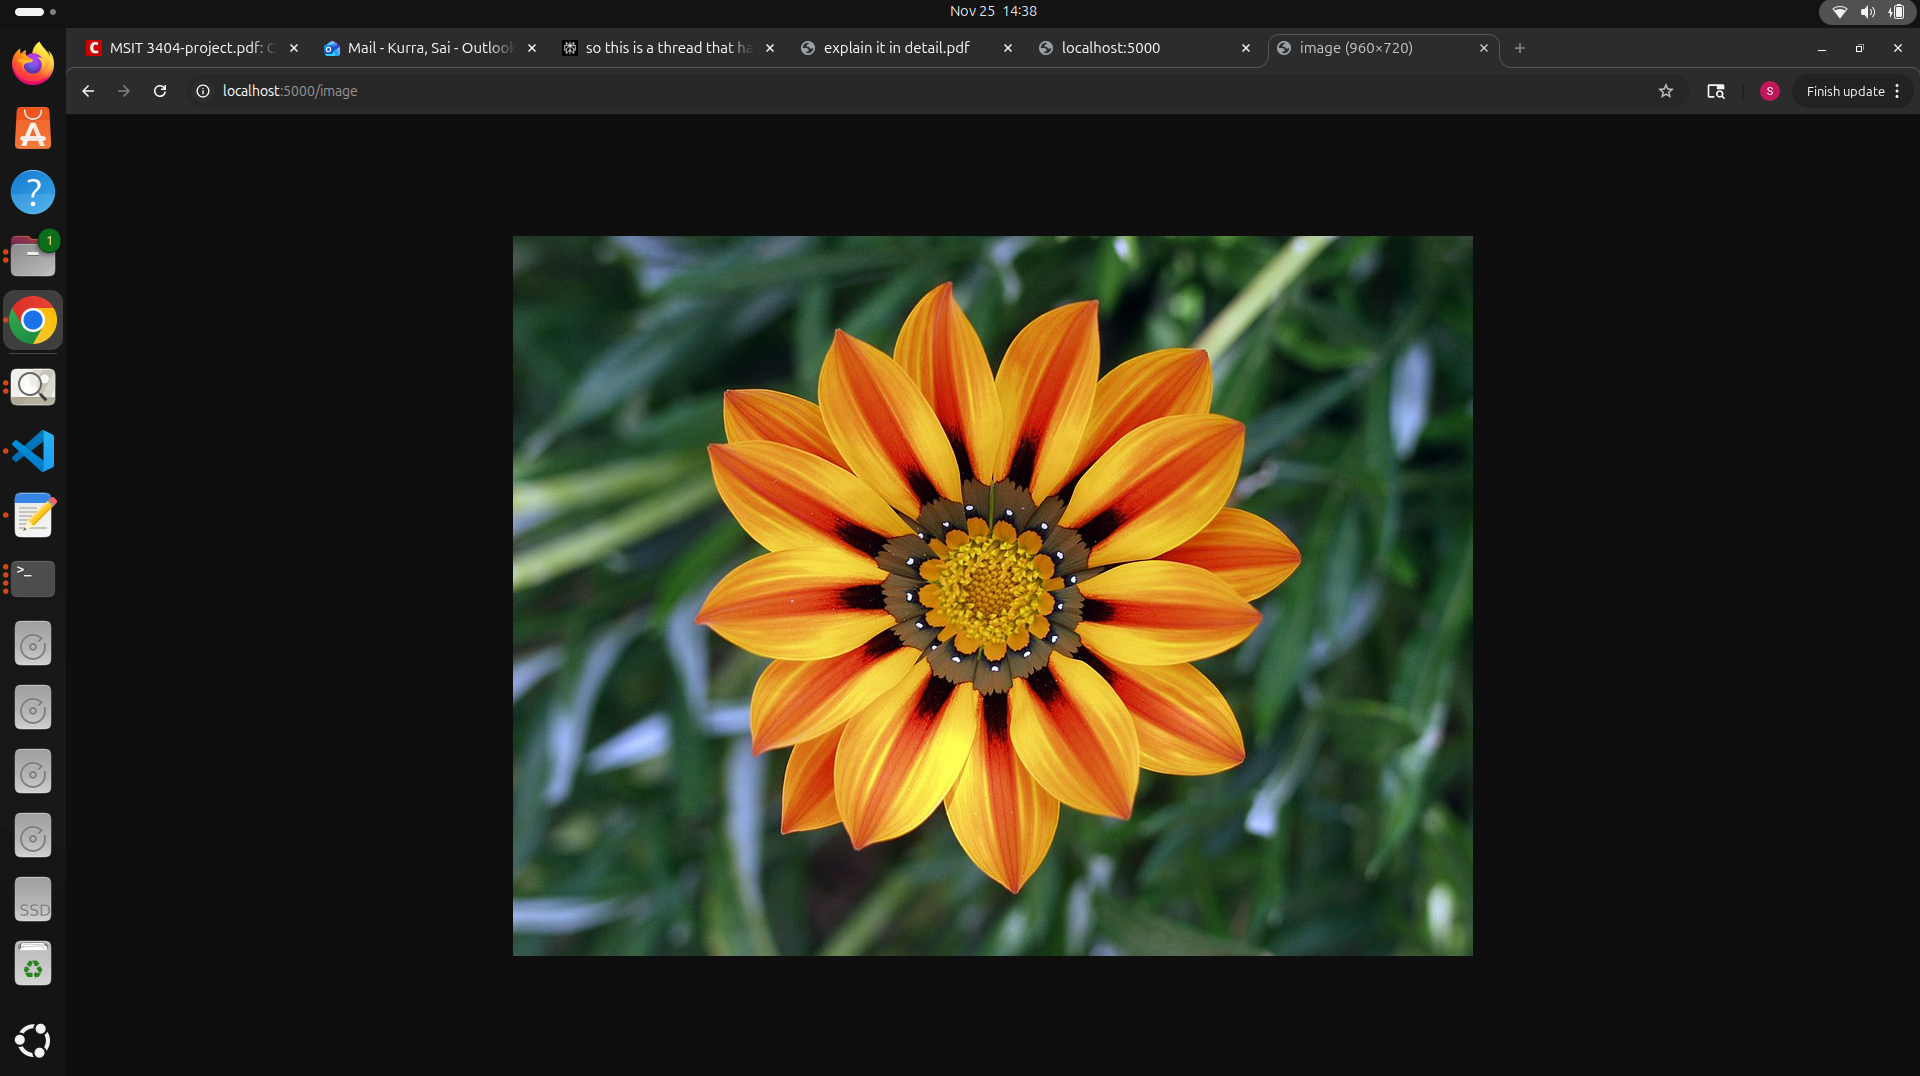 Nov 25 14:38
MSIT 3404-project.pdf: C
Mail - Kurra, Sai - Outlook
so this is a thread that ha
explain it in detail.pdf
localhost:5000
image (960×720)
localhost:5000/image
S
Finish update
1
?
>_
SSD